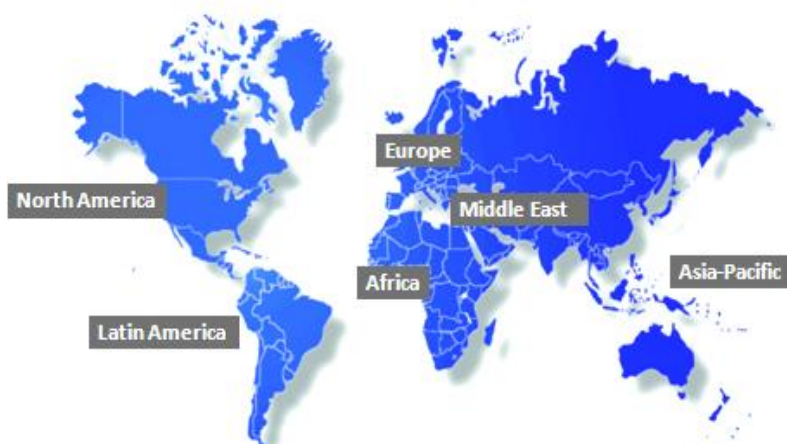 Europe
North America
Middle East
Africa
Asia-Pacific
Latin America